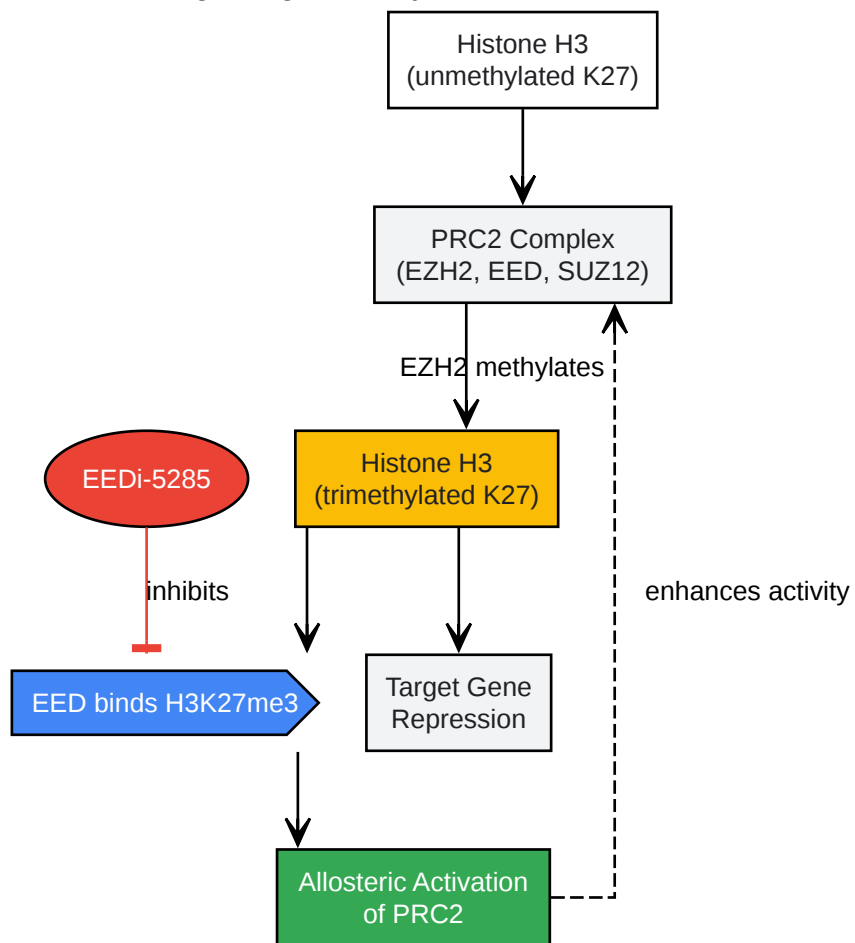 Histone H3
(unmethylated K27)
PRC2 Complex
(EZH2, EED, SUZ12)
EZH2 methylates
EEDi-5285
Histone H3
(trimethylated K27)
inhibits
enhances activity
EED binds H3K27me3
Target Gene
Repression
Allosteric Activation
of PRC2